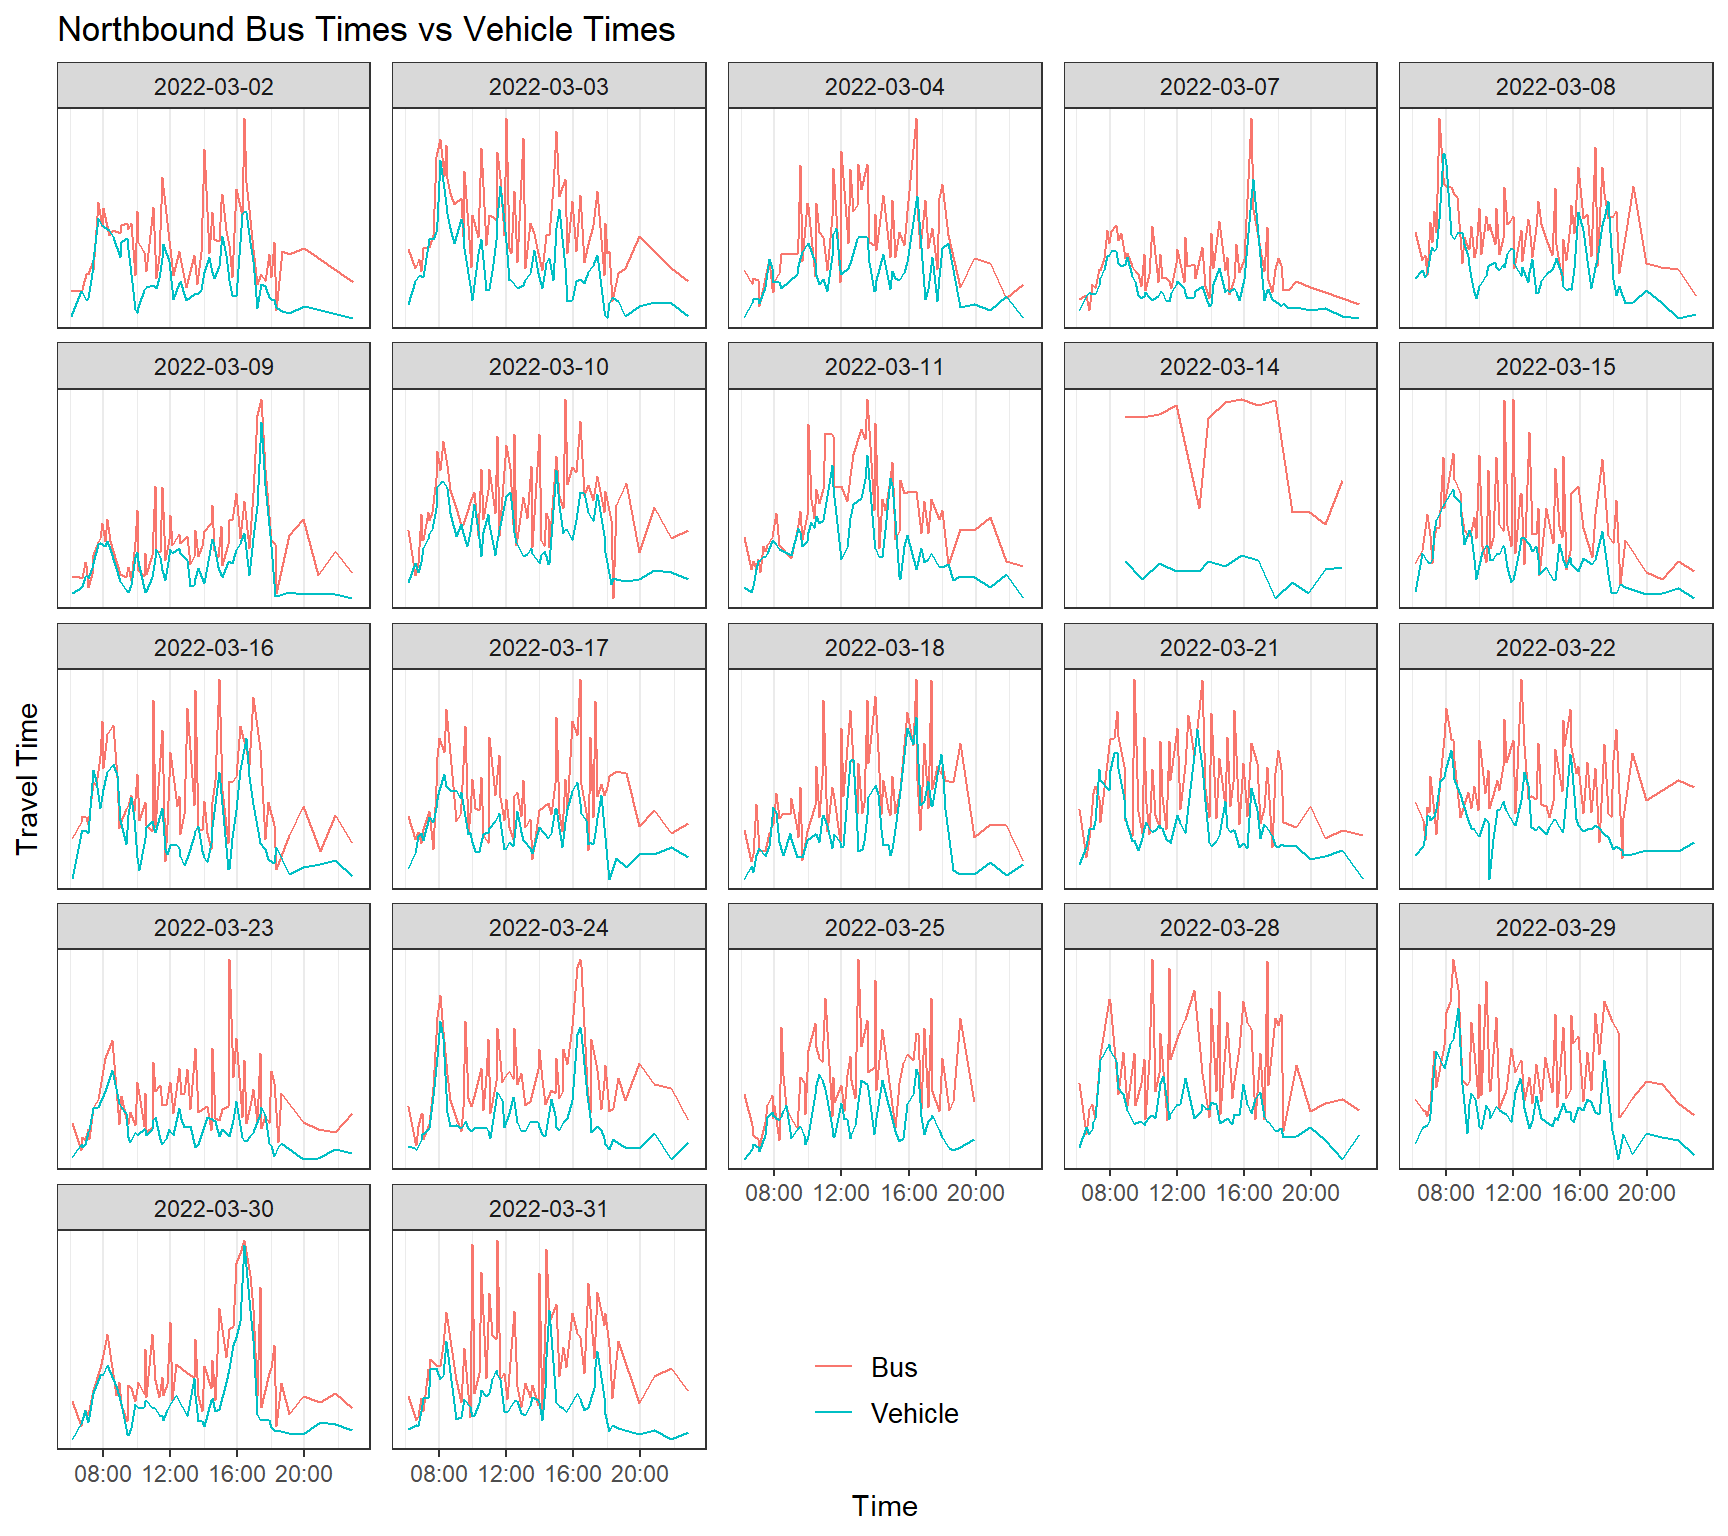 Northbound Bus Times vs Vehicle Times
2022-03-02 2022-03-03 2022-03-04 2022-03-07 2022-03-08
2022-03-09 2022-03-10 2022-03-11 2022-03-14 2022-03-15
2022-03-16 2022-03-17 2022-03-18 2022-03-21 2022-03-22
Travel Time
2022-03-23 2022-03-24 2022-03-25 2022-03-28 2022-03-29
08:00 12:00 16:00 20:00 08:00 12:00 16:00 20:00 08:00 12:00 16:00 20:00
2022-03-30 2022-03-31
Bus
Vehicle
08:00 12:00 16:00 20:00 08:00 12:00 16:00 20:00
Time